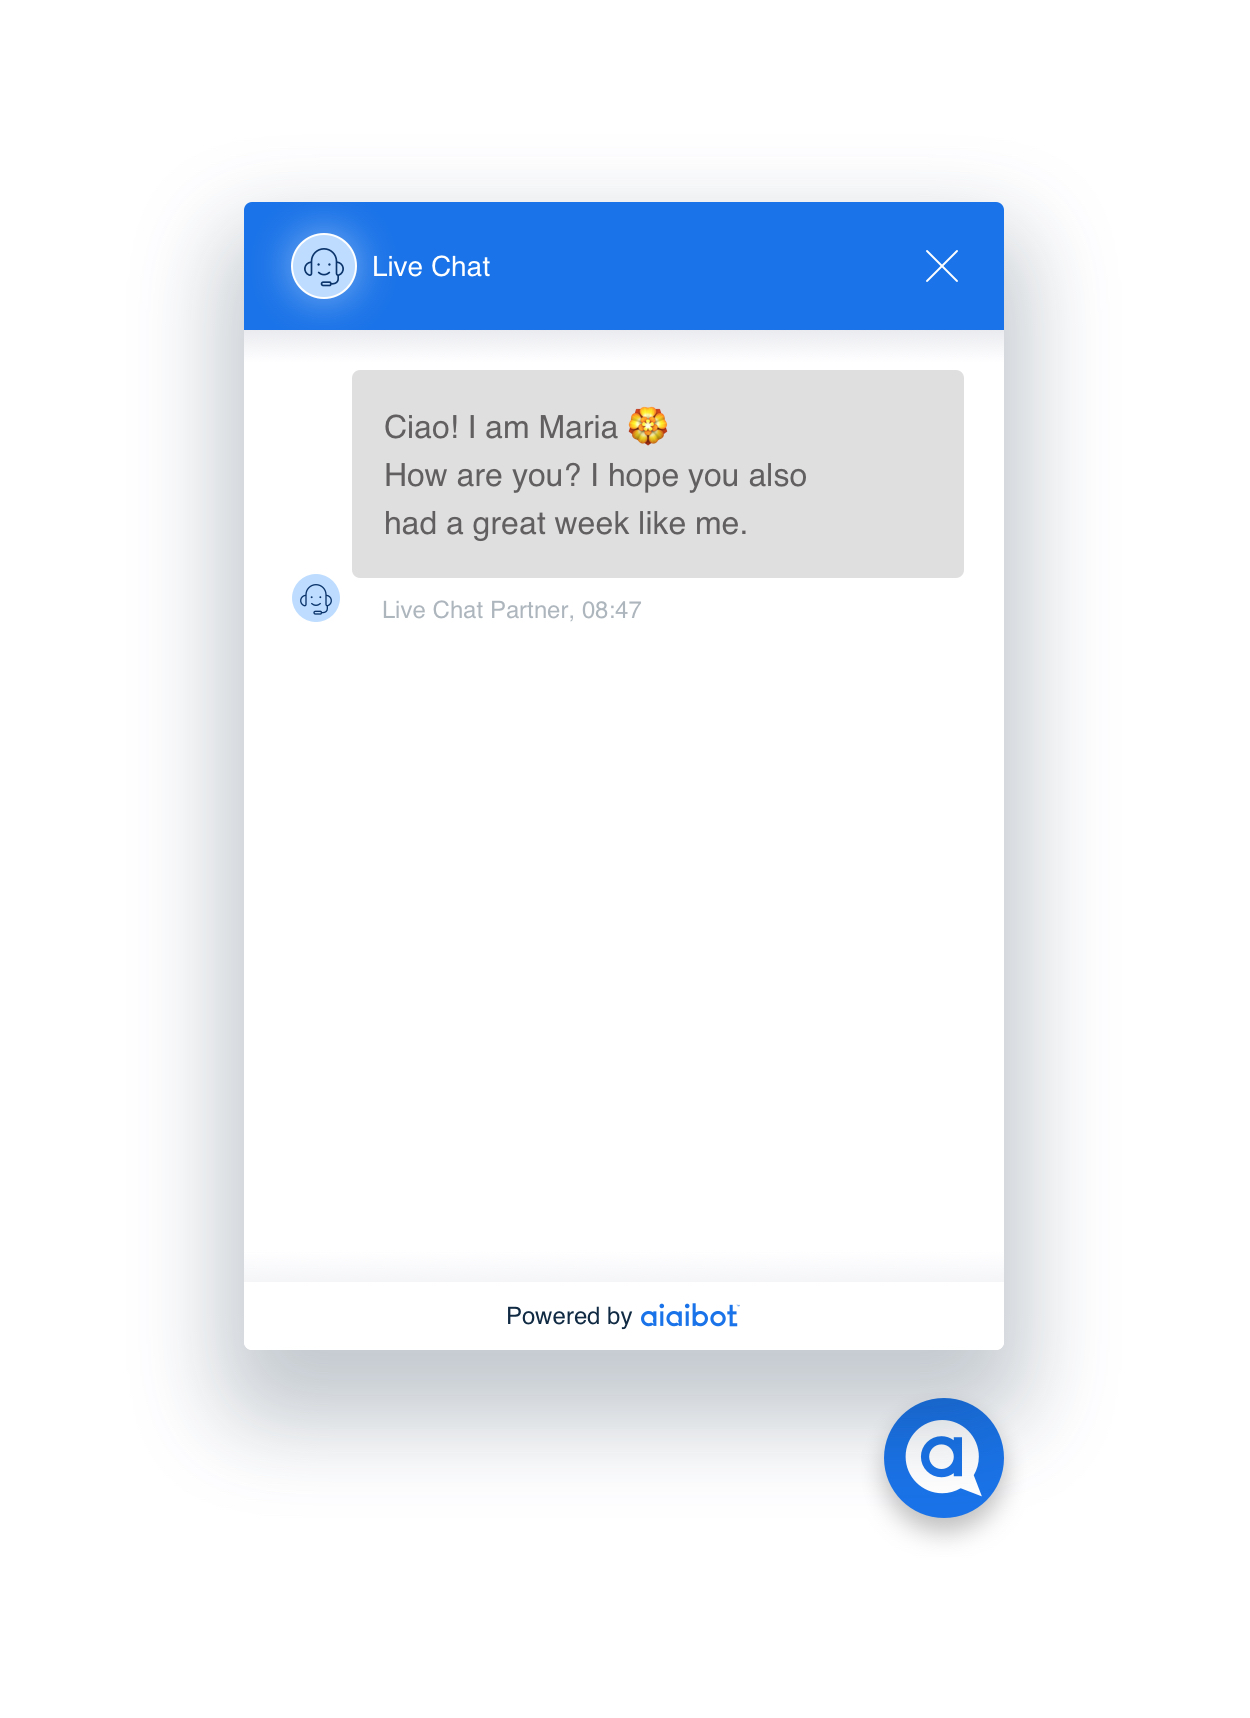 Live Chat
Ciao! I am Maria 🏵️
How are you? I hope you also
had a great week like me.
Live Chat Partner, 08:47
Powered by aiaibot
a